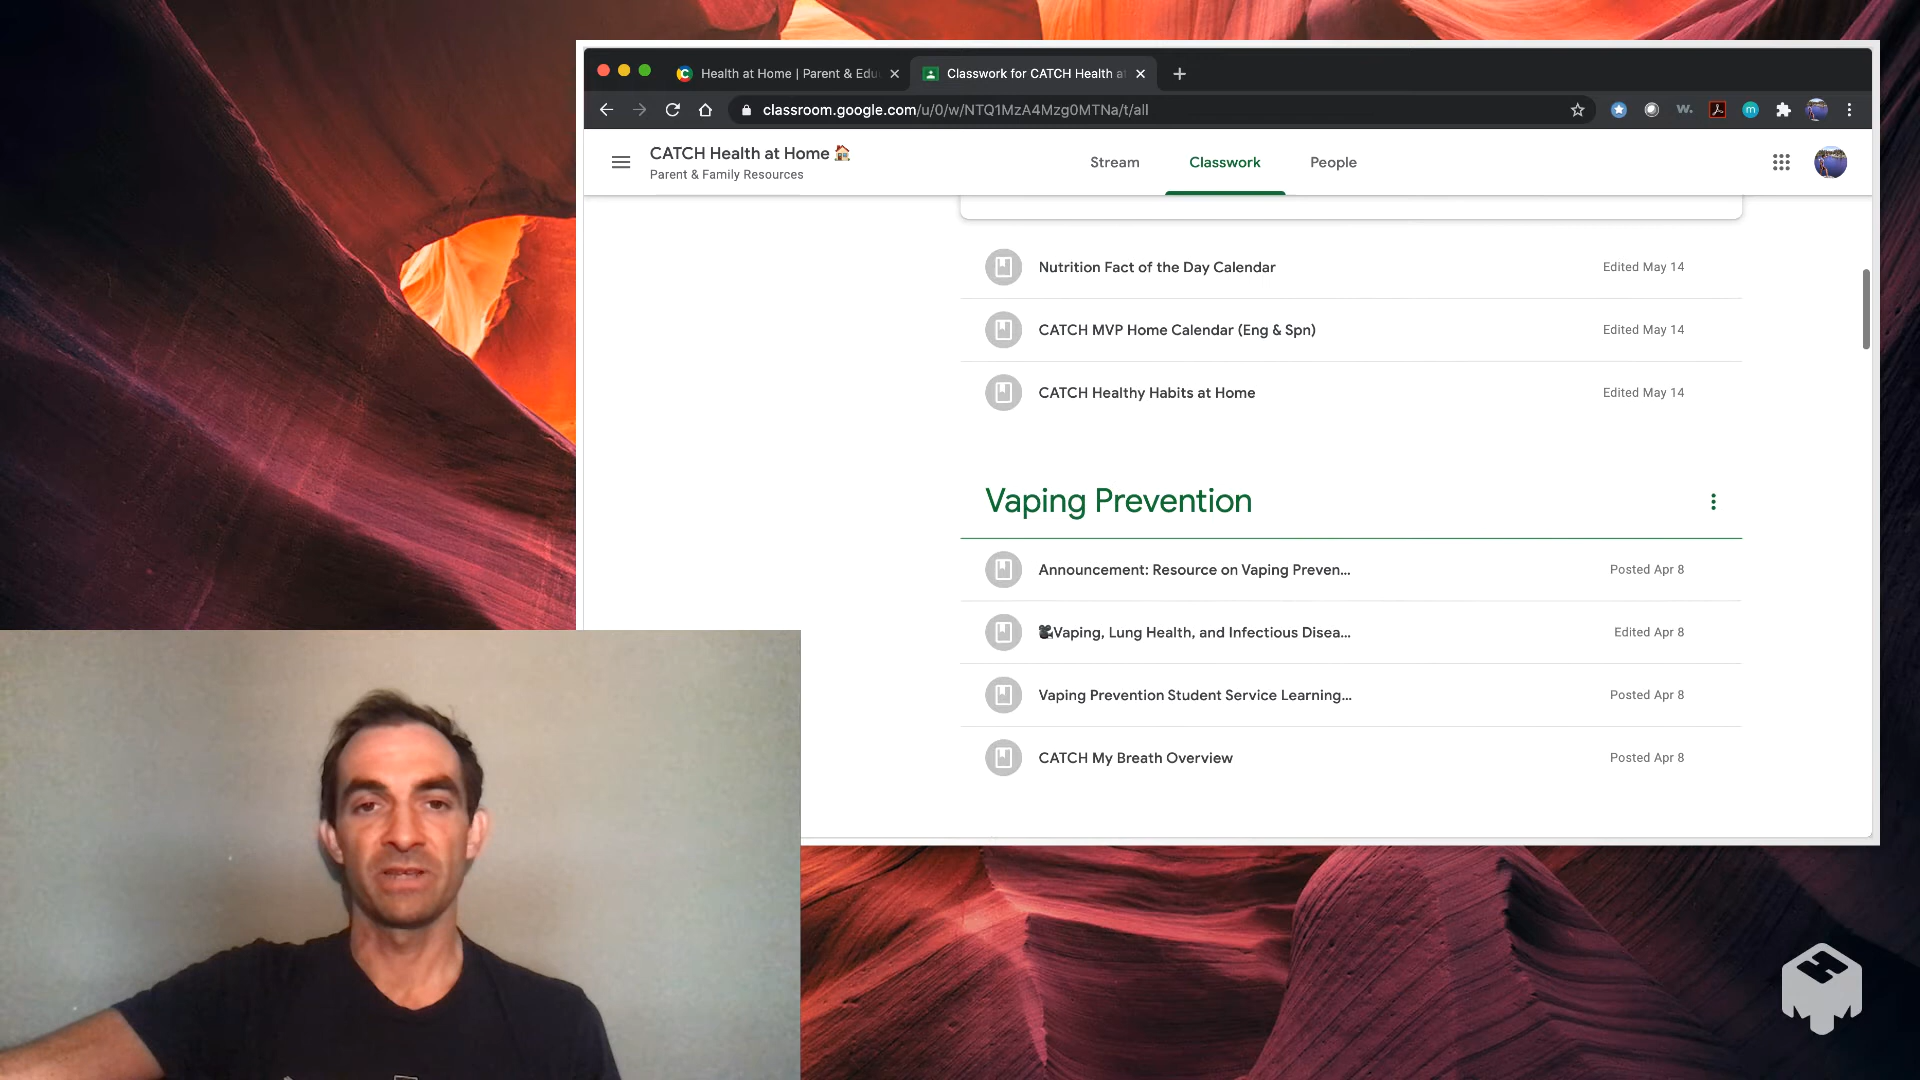 Health at Home | Parent & Edu
Classwork for CATCH Health a
classroom.google.com/u/0/w/NTQ1MzA4Mzg0MTNa/t/all
CATCH Health at Home
Parent & Family Resources
Stream
Classwork
People
Nutrition Fact of the Day Calendar
Edited May 14
CATCH MVP Home Calendar (Eng & Spn)
Edited May 14
CATCH Healthy Habits at Home
Edited May 14
Vaping Prevention
Announcement: Resource on Vaping Preven...
Posted Apr 8
Vaping, Lung Health, and Infectious Disea...
Edited Apr 8
Vaping Prevention Student Service Learning...
Posted Apr 8
CATCH My Breath Overview
Posted Apr 8